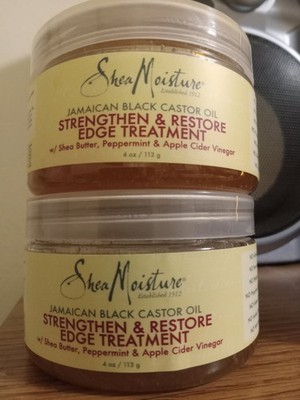 SheaMoisture
Established 1912
JAMAICAN BLACK CASTOR OIL
STRENGTHEN & RESTORE
EDGE TREATMENT
w/ Shea Butter, Peppermint & Apple Cider Vinegar
4 oz / 113 g
SheaMoisture
Established 1912
JAMAICAN BLACK CASTOR OIL
STRENGTHEN & RESTORE
EDGE TREATMENT
w/ Shea Butter, Peppermint & Apple Cider Vinegar
4 oz / 113 g